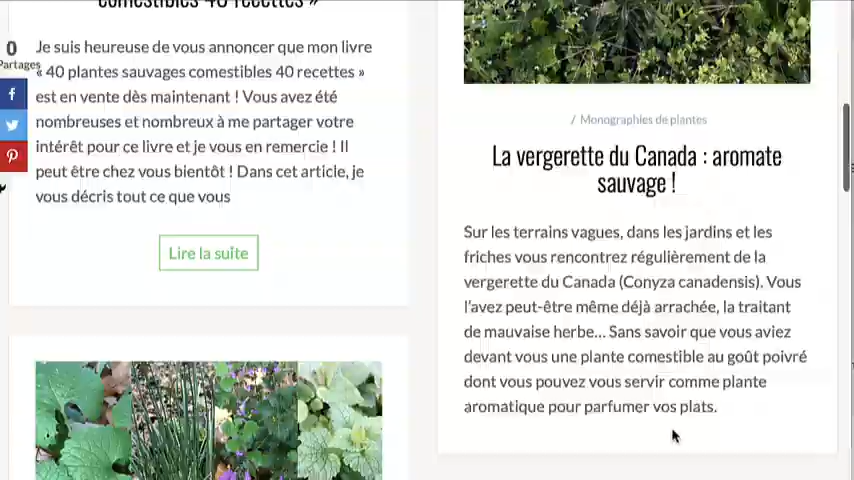 comestibles 40 recettes »
0
Partages
Je suis heureuse de vous annoncer que mon livre
« 40 plantes sauvages comestibles 40 recettes »
est en vente dès maintenant ! Vous avez été
nombreuses et nombreux à me partager votre
intérêt pour ce livre et je vous en remercie ! Il
peut être chez vous bientôt ! Dans cet article, je
vous décris tout ce que vous
Lire la suite
/ Monographies de plantes
La vergerette du Canada : aromate
sauvage !
Sur les terrains vagues, dans les jardins et les
friches vous rencontrez régulièrement de la
vergerette du Canada (Conyza canadensis). Vous
l’avez peut-être même déjà arrachée, la traitant
de mauvaise herbe... Sans savoir que vous aviez
devant vous une plante comestible au goût poivré
dont vous pouvez vous servir comme plante
aromatique pour parfumer vos plats.